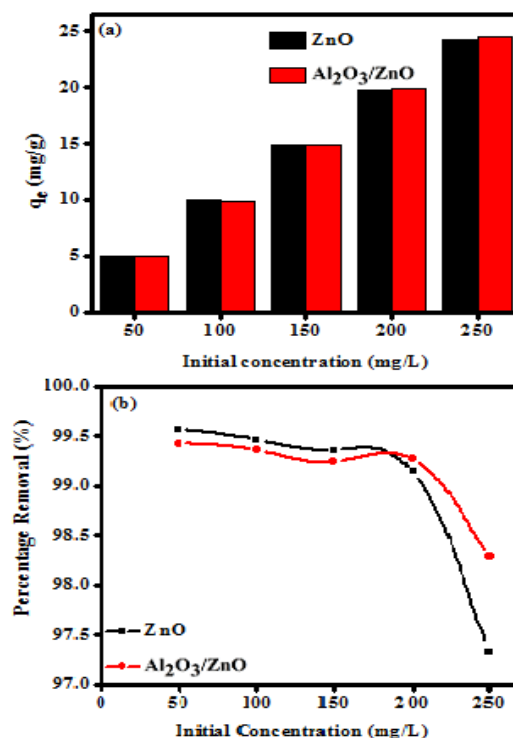 (a)
ZnO
Al₂O₃/ZnO
25
20
15
10
5
0
qₑ (mg/g)
50 100 150 200 250
Initial concentration (mg/L)
(b)
100.0
99.5
99.0
98.5
98.0
97.5
97.0
Percentage Removal (%)
ZnO
Al₂O₃/ZnO
0 50 100 150 200 250
Initial Concentration (mg/L)